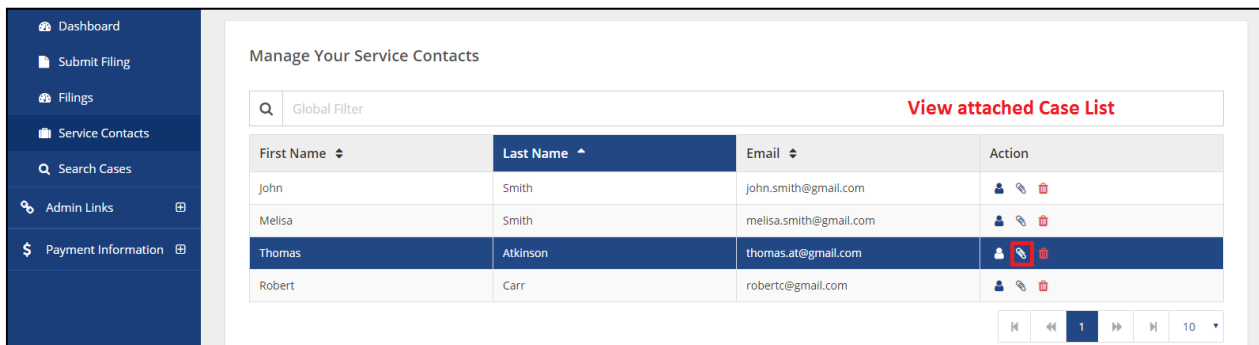 Dashboard
Submit Filing
Filings
Service Contacts
Search Cases
Admin Links
Payment Information
Manage Your Service Contacts
Global Filter
View attached Case List
First Name Last Name Email Action
John Smith john.smith@gmail.com
Melisa Smith melisa.smith@gmail.com
Thomas Atkinson thomas.at@gmail.com
Robert Carr robertc@gmail.com
1 10